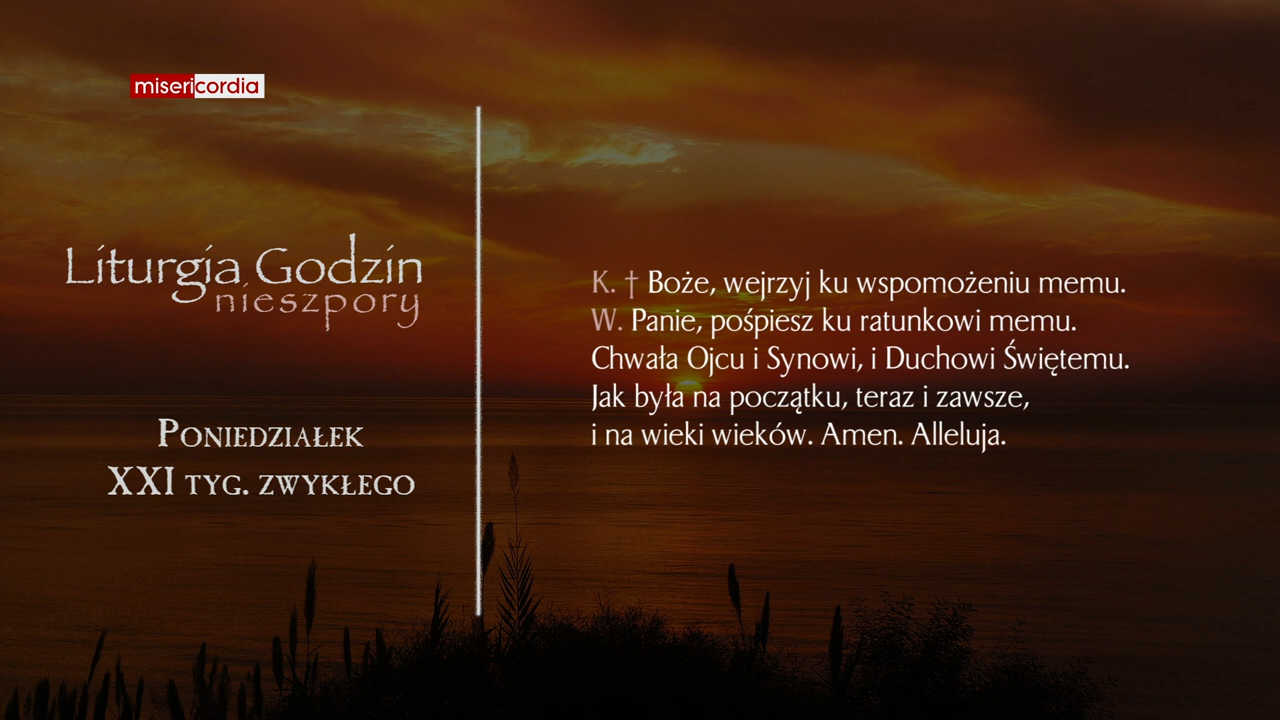 misericordia
Liturgia Godzin
nieszpory
Poniedziałek
XXI tyg. zwykłego
K. † Boże, wejrzyj ku wspomożeniu memu.
W. Panie, pośpiesz ku ratunkowi memu.
Chwała Ojcu i Synowi, i Duchowi Świętemu.
Jak była na początku, teraz i zawsze,
i na wieki wieków. Amen. Alleluja.